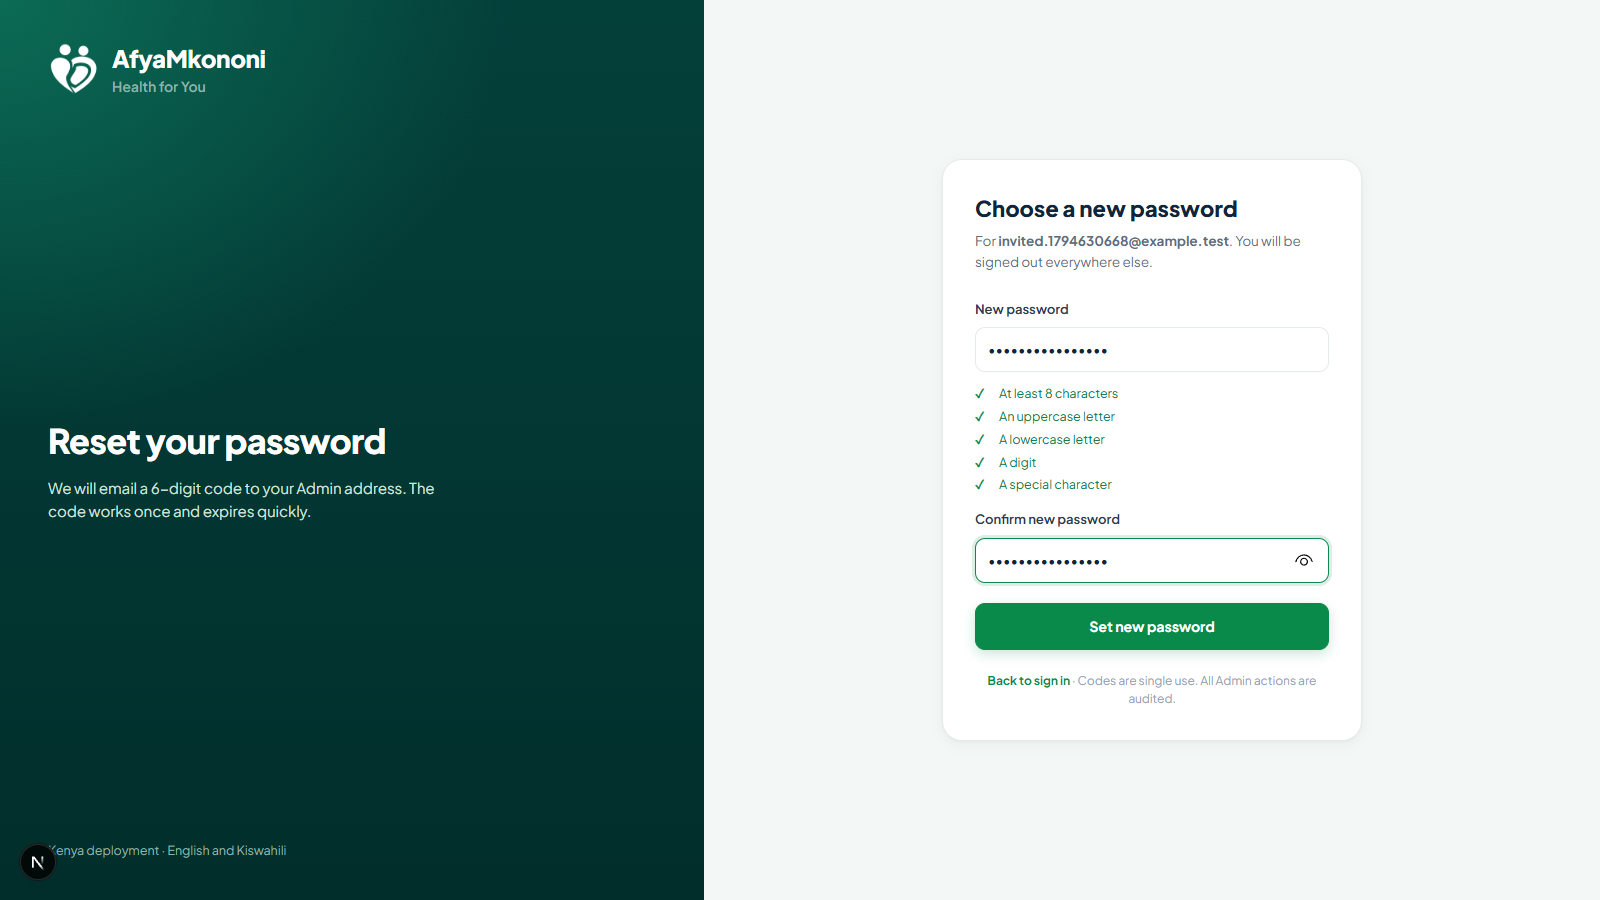 AfyaMkononi
Health for You
Reset your password
We will email a 6-digit code to your Admin address. The
code works once and expires quickly.
Kenya deployment · English and Kiswahili
N
Choose a new password
For invited.1794630668@example.test. You will be
signed out everywhere else.
New password
••••••••••••••••
✓ At least 8 characters
✓ An uppercase letter
✓ A lowercase letter
✓ A digit
✓ A special character
Confirm new password
••••••••••••••••
Set new password
Back to sign in · Codes are single use. All Admin actions are
audited.